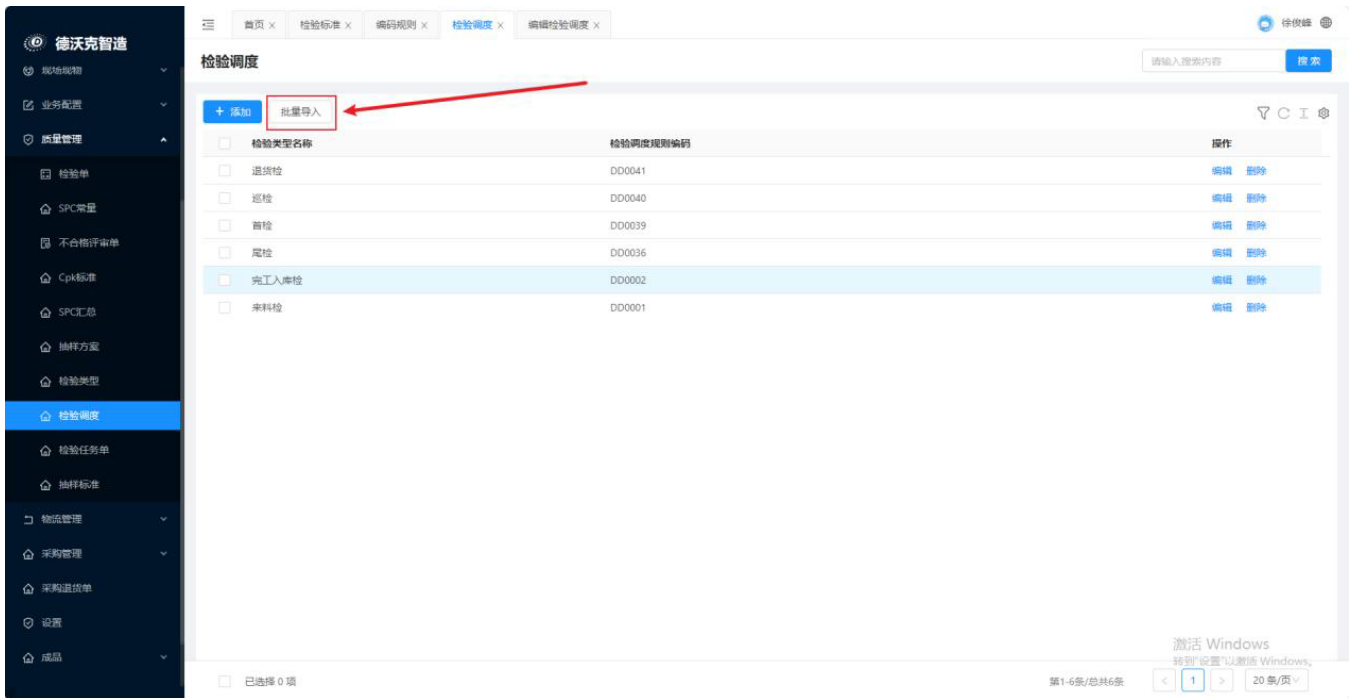 德沃克智造
首页 × 检验标准 × 编码规则 × 检验调度 × 编辑检验调度 ×
徐俊峰
检验调度
请输入搜索内容 搜 索
现场现物
业务配置
质量管理
检验单
SPC常量
不合格评审单
Cpk标准
SPC汇总
抽样方案
检验类型
检验调度
检验任务单
抽样标准
物流管理
采购管理
采购退货单
设置
成品
+ 添加 批量导入
检验类型名称 检验调度规则编码 操作
退货检 DD0041 编辑 删除
巡检 DD0040 编辑 删除
首检 DD0039 编辑 删除
尾检 DD0036 编辑 删除
完工入库检 DD0002 编辑 删除
来料检 DD0001 编辑 删除
激活 Windows
转到"设置"以激活 Windows。
已选择 0 项 第1-6条/总共6条 < 1 > 20 条/页